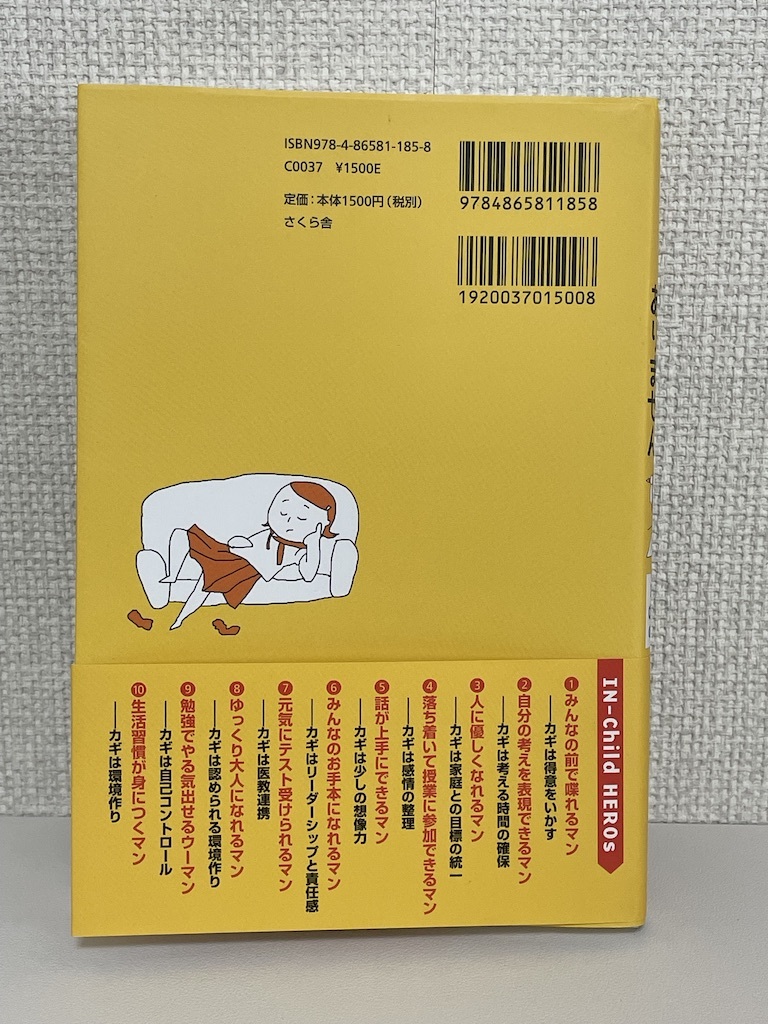 ISBN978-4-86581-185-8
C0037 ¥1500E
定価：本体1500円（税別）
さくら舎
9784865811858
1920037015008
IN-Child HEROs
❶みんなの前で喋れるマン
──カギは得意をいかす
❷自分の考えを表現できるマン
──カギは考える時間の確保
❸人に優しくなれるマン
──カギは家庭との目標の統一
❹落ち着いて授業に参加できるマン
──カギは感情の整理
❺話が上手にできるマン
──カギは少しの想像力
❻みんなのお手本になれるマン
──カギはリーダーシップと責任感
❼元気にテスト受けられるマン
──カギは医教連携
❽ゆっくり大人になれるマン
──カギは認められる環境作り
❾勉強でやる気出せるウーマン
──カギは自己コントロール
❿生活習慣が身につくマン
──カギは環境作り